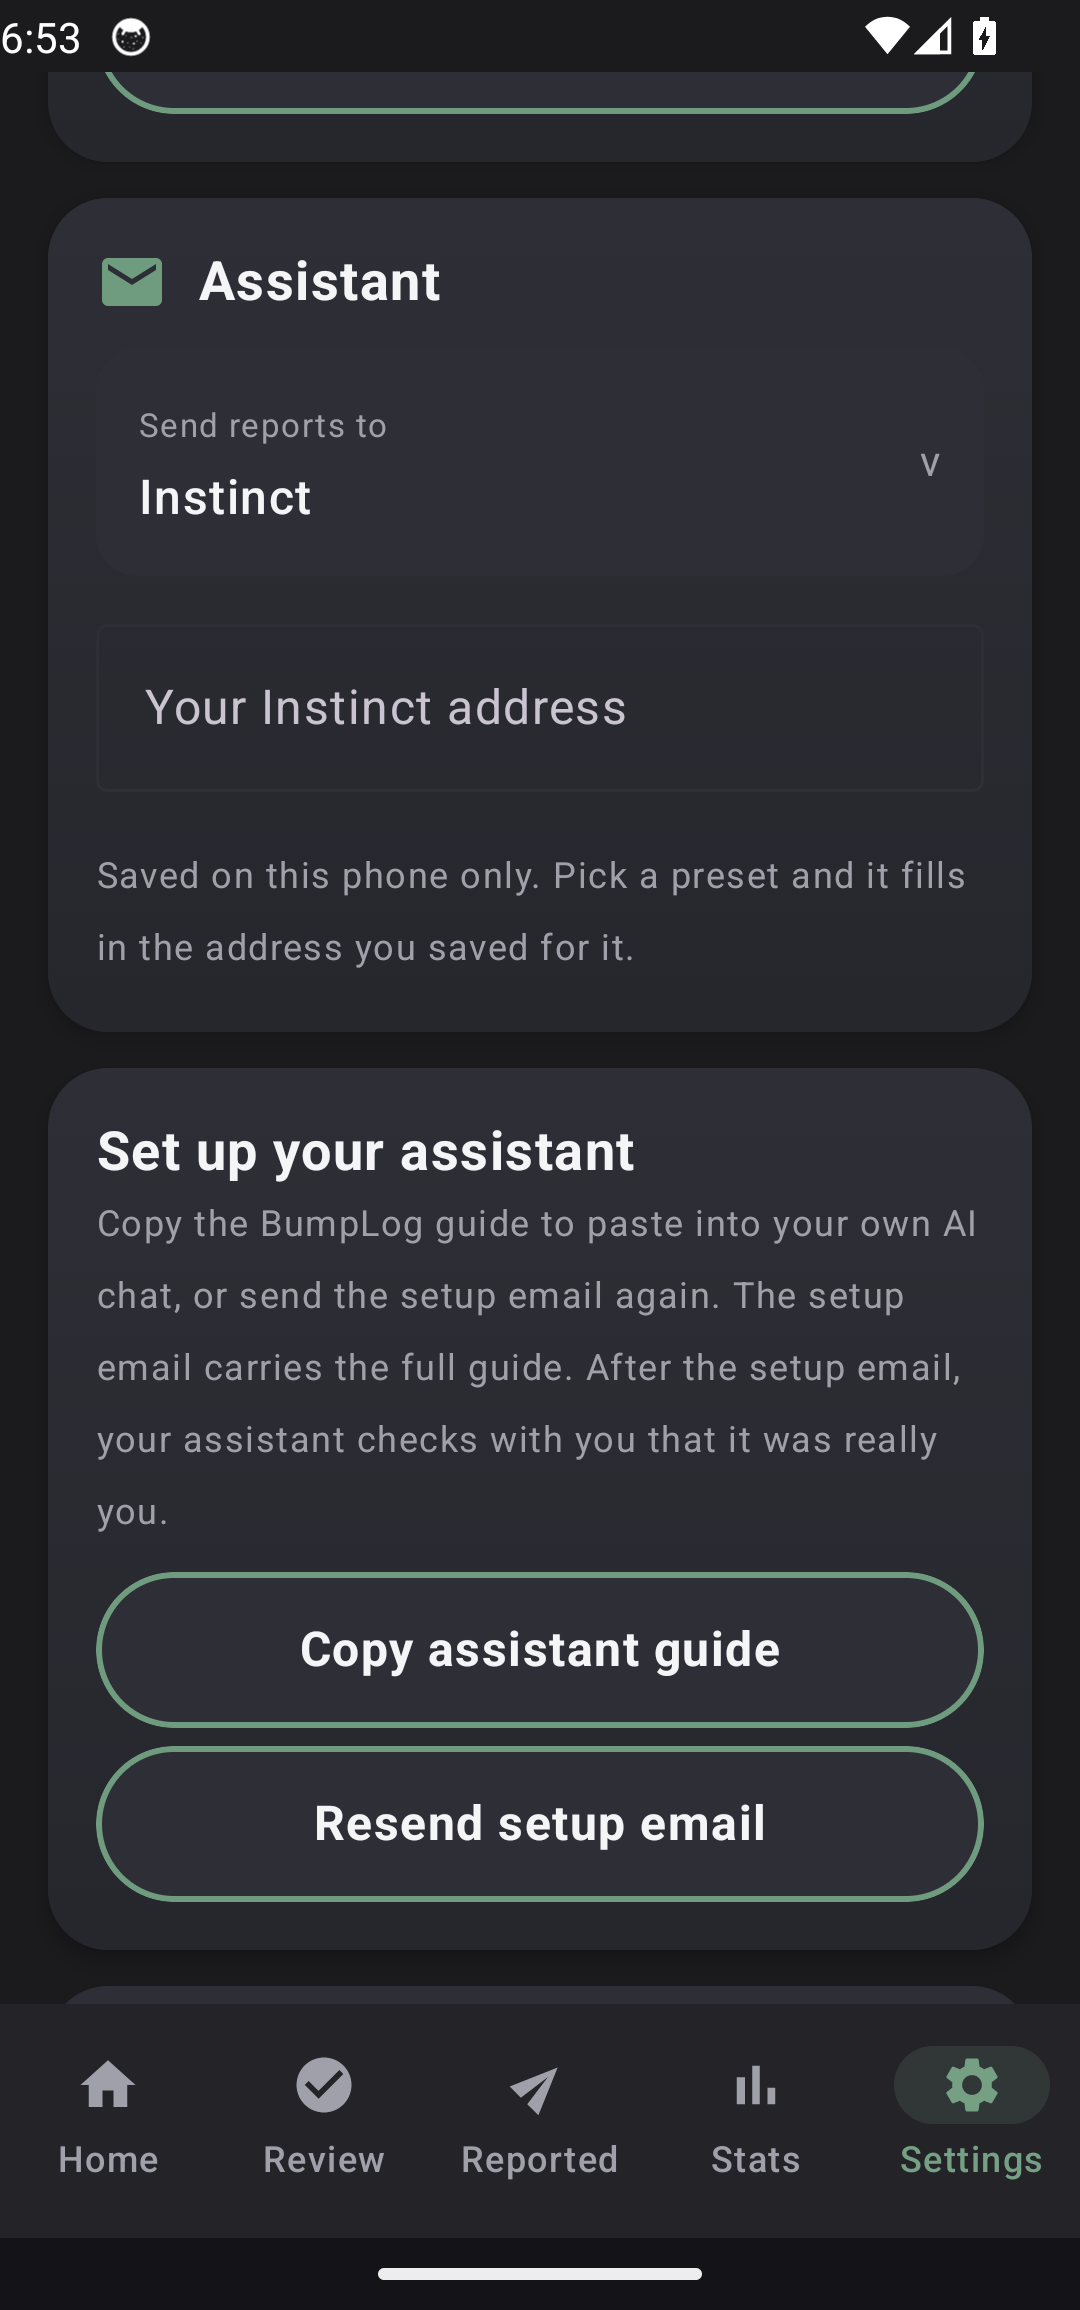 6:53
Assistant
Send reports to
Instinct
v
Your Instinct address
Saved on this phone only. Pick a preset and it fills
in the address you saved for it.
Set up your assistant
Copy the BumpLog guide to paste into your own AI
chat, or send the setup email again. The setup
email carries the full guide. After the setup email,
your assistant checks with you that it was really
you.
Copy assistant guide
Resend setup email
Home Review Reported Stats Settings